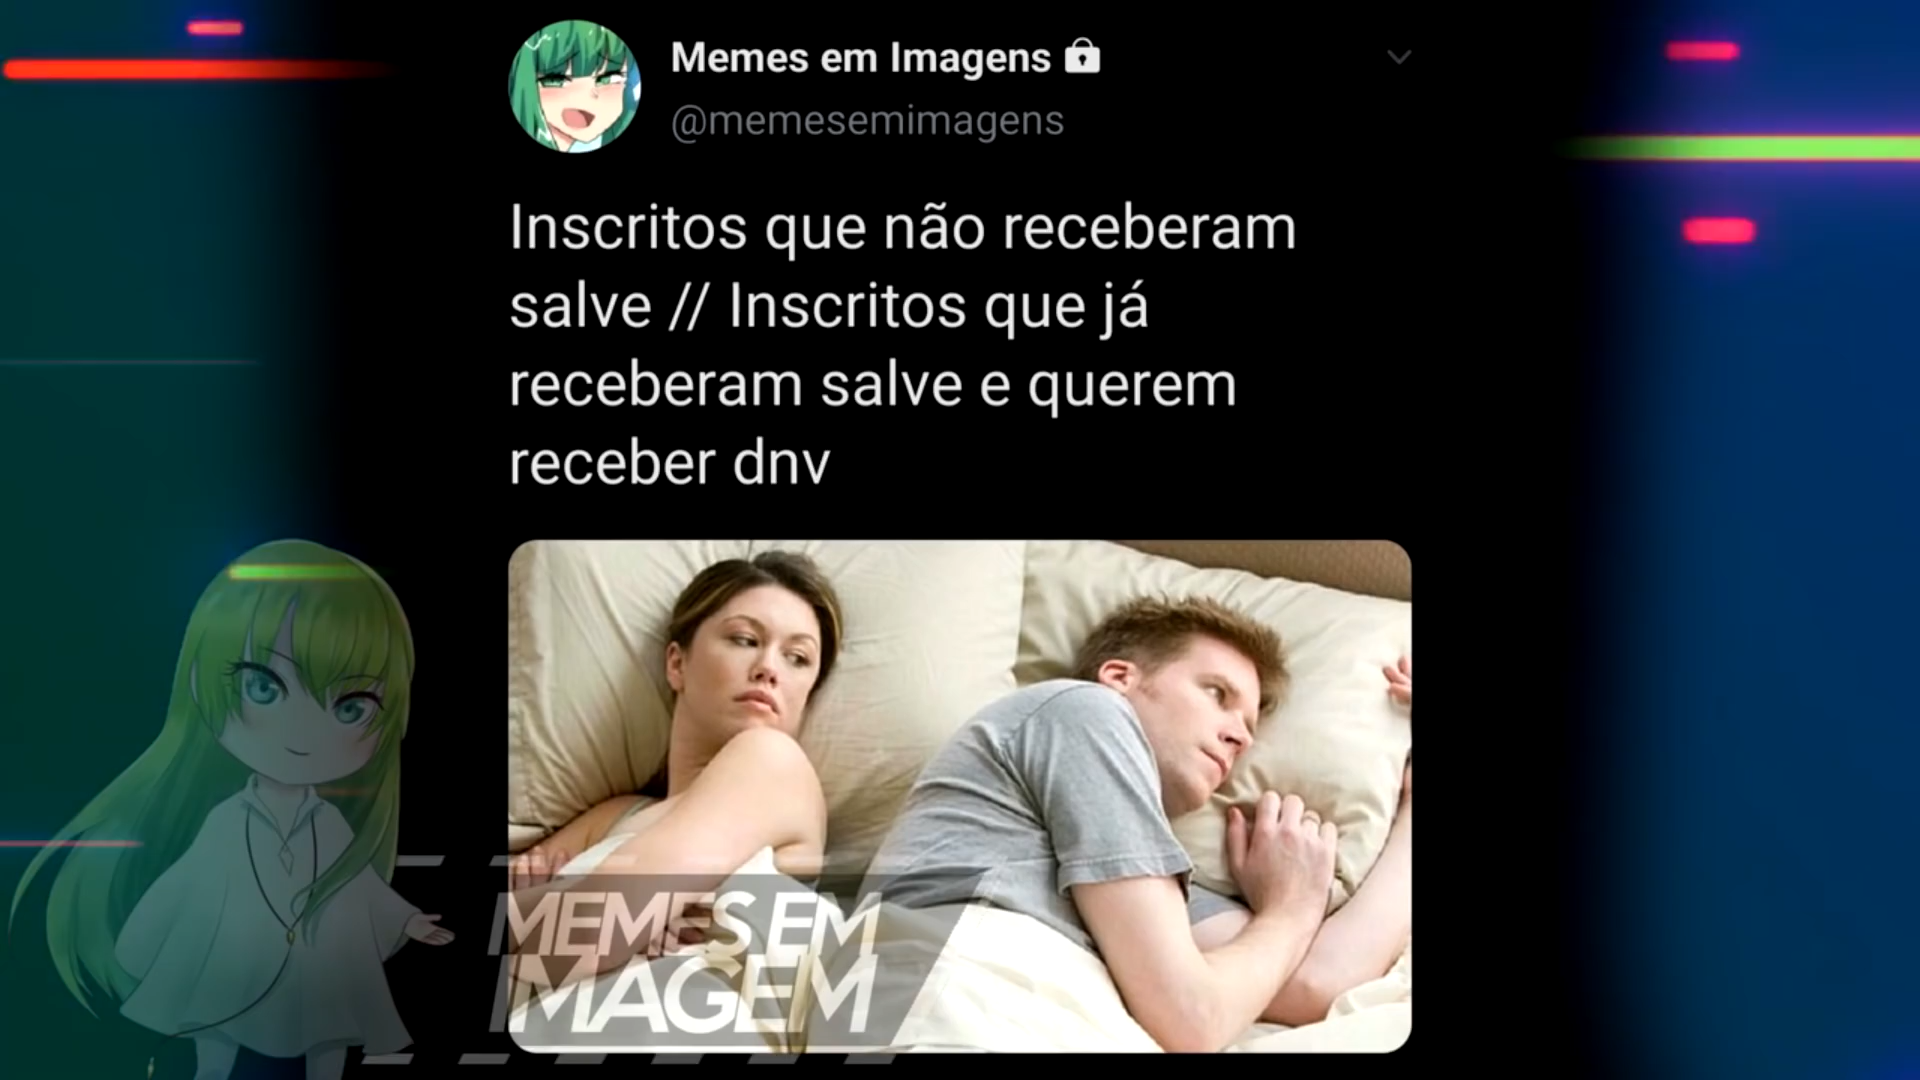 Memes em Imagens
@memesemimagens
Inscritos que não receberam
salve // Inscritos que já
receberam salve e querem
receber dnv
MEMES EM
IMAGEM